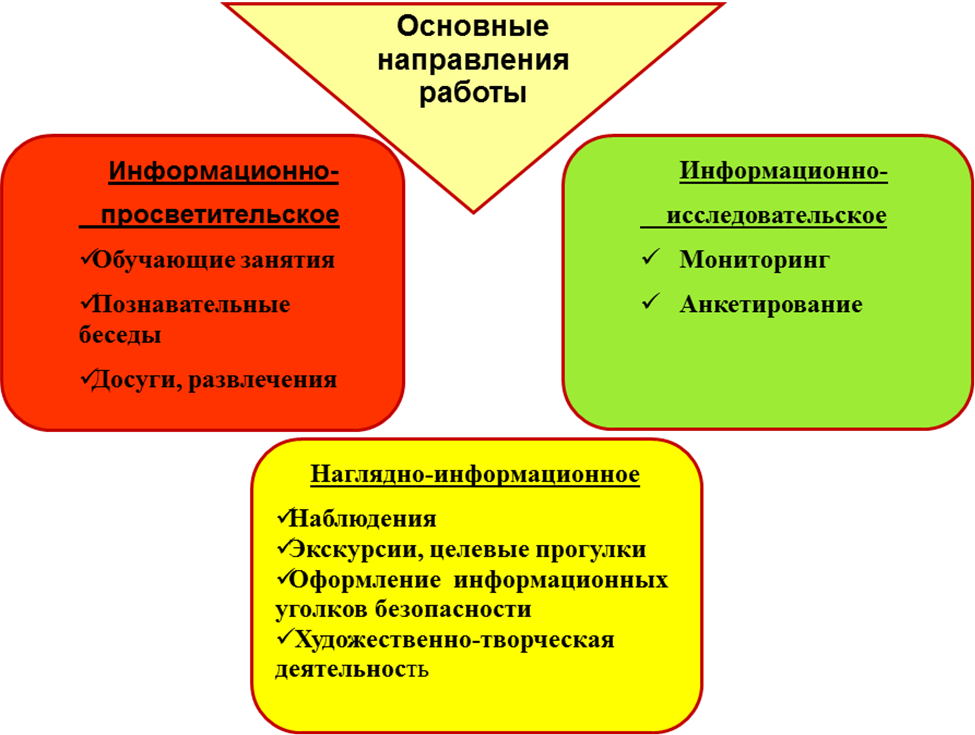 Основные
направления
работы
Информационно-
просветительское
✓Обучающие занятия
✓Познавательные
беседы
✓Досуги, развлечения
Информационно-
исследовательское
✓ Мониторинг
✓ Анкетирование
Наглядно-информационное
✓Наблюдения
✓Экскурсии, целевые прогулки
✓Оформление информационных
уголков безопасности
✓Художественно-творческая
деятельность